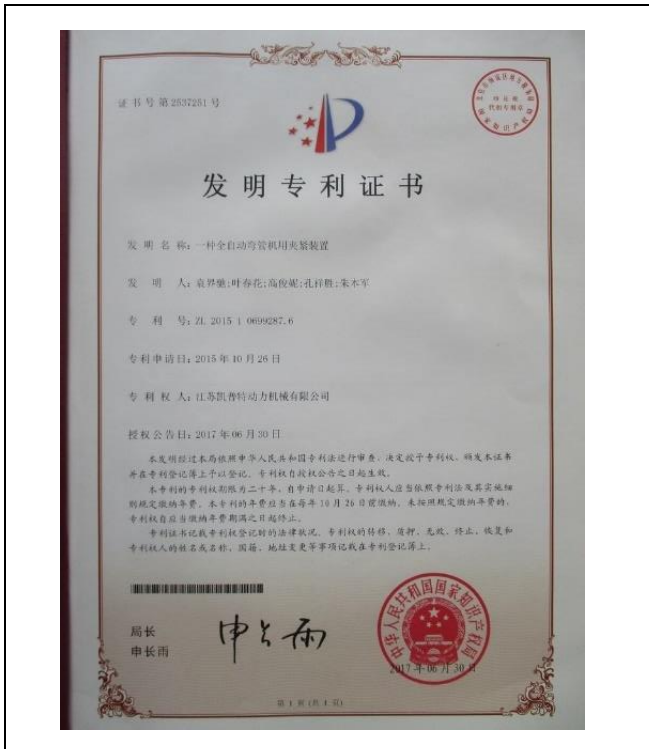 证书号第2537251号
发明专利证书
发 明 名 称：一种全自动弯管机用夹紧装置
发 明 人：袁昇驰;叶春花;高俊妮;孔祥胜;朱木军
专 利 号：ZL 2015 1 0699287.6
专利申请日：2015年10月26日
专 利 权 人：江苏凯普特动力机械有限公司
授权公告日：2017年06月30日
本发明经过本局依照中华人民共和国专利法进行审查，决定授予专利权，颁发本证书
并在专利登记簿上予以登记。专利权自授权公告之日起生效。
本专利的专利权期限为二十年，自申请日起算。专利权人应当依照专利法及其实施细
则规定缴纳年费。本专利的年费应当在每年10月26日前缴纳。未按照规定缴纳年费的，
专利权自应当缴纳年费期满之日起终止。
专利证书记载专利权登记时的法律状况。专利权的转移、质押、无效、终止、恢复和
专利权人的姓名或名称、国籍、地址变更等事项记载在专利登记簿上。
局长
申长雨
申长雨
中华人民共和国国家知识产权局
2017年06月30日
第1页(共1页)